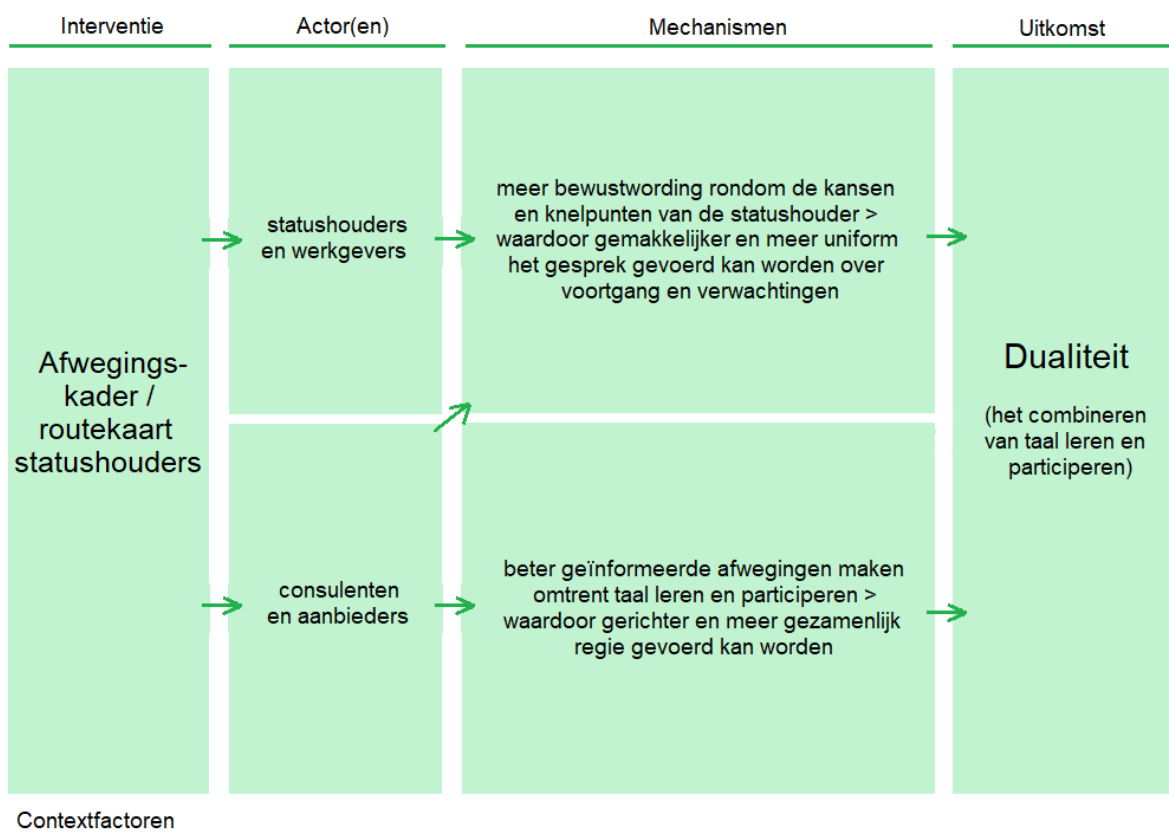 Interventie
Actor(en)
Mechanismen
Uitkomst
Afwegings-
kader /
routekaart
statushouders
statushouders
en werkgevers
meer bewustwording rondom de kansen
en knelpunten van de statushouder >
waardoor gemakkelijker en meer uniform
het gesprek gevoerd kan worden over
voortgang en verwachtingen
consulenten
en aanbieders
beter geïnformeerde afwegingen maken
omtrent taal leren en participeren >
waardoor gerichter en meer gezamenlijk
regie gevoerd kan worden
Dualiteit
(het combineren
van taal leren en
participeren)
Contextfactoren